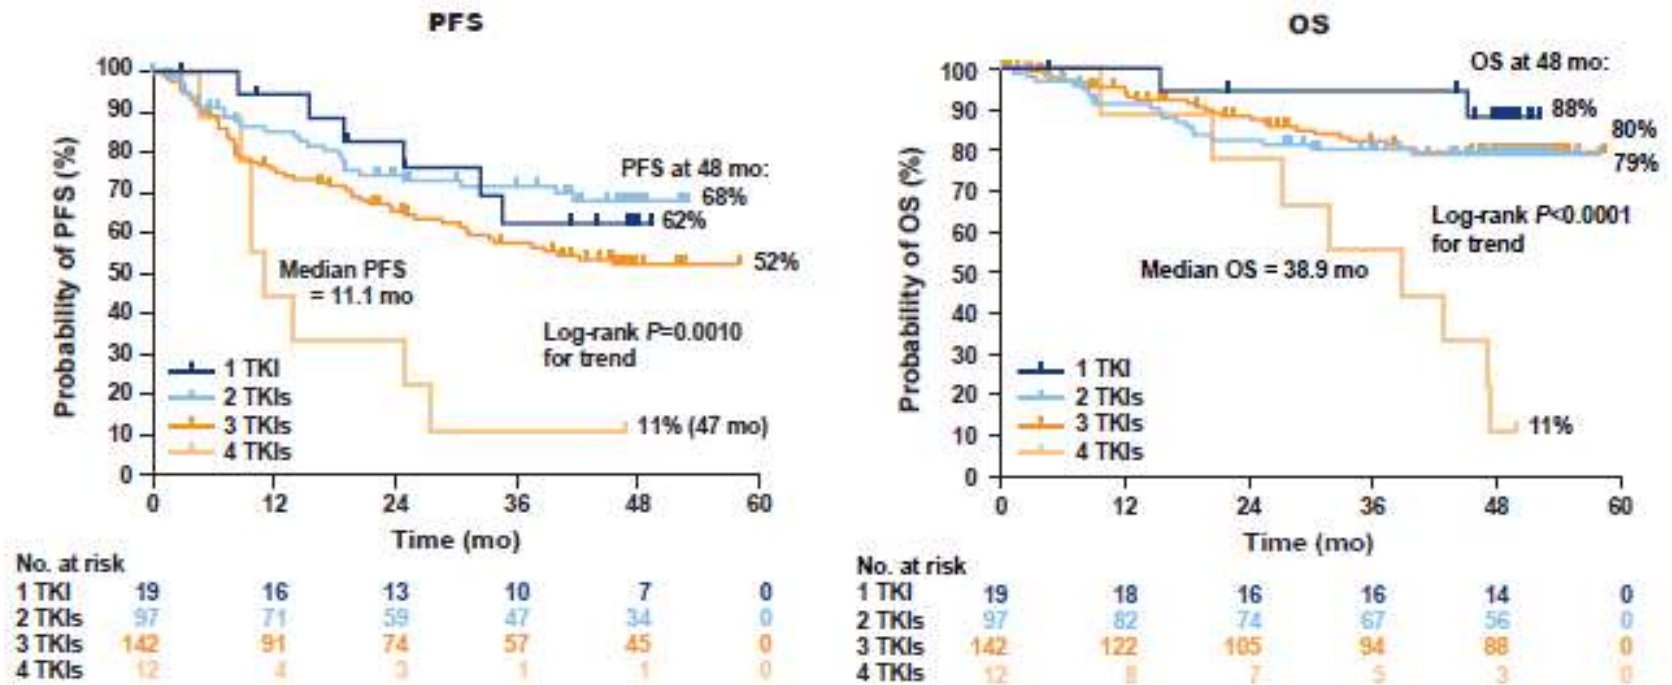 PFS
Probability of PFS (%)
100
90
80
70
60
50
40
30
20
10
0
PFS at 48 mo:
68%
62%
52%
Median PFS
= 11.1 mo
Log-rank P=0.0010
for trend
11% (47 mo)
1 TKI
2 TKIs
3 TKIs
4 TKIs
0 12 24 36 48 60
Time (mo)
No. at risk
1 TKI 19 16 13 10 7 0
2 TKIs 97 71 59 47 34 0
3 TKIs 142 91 74 57 45 0
4 TKIs 12 4 3 1 1 0
OS
Probability of OS (%)
100
90
80
70
60
50
40
30
20
10
0
OS at 48 mo:
88%
80%
79%
Log-rank P<0.0001
for trend
Median OS = 38.9 mo
11%
1 TKI
2 TKIs
3 TKIs
4 TKIs
0 12 24 36 48 60
Time (mo)
No. at risk
1 TKI 19 18 16 16 14 0
2 TKIs 97 82 74 67 56 0
3 TKIs 142 122 105 94 88 0
4 TKIs 12 8 7 5 3 0